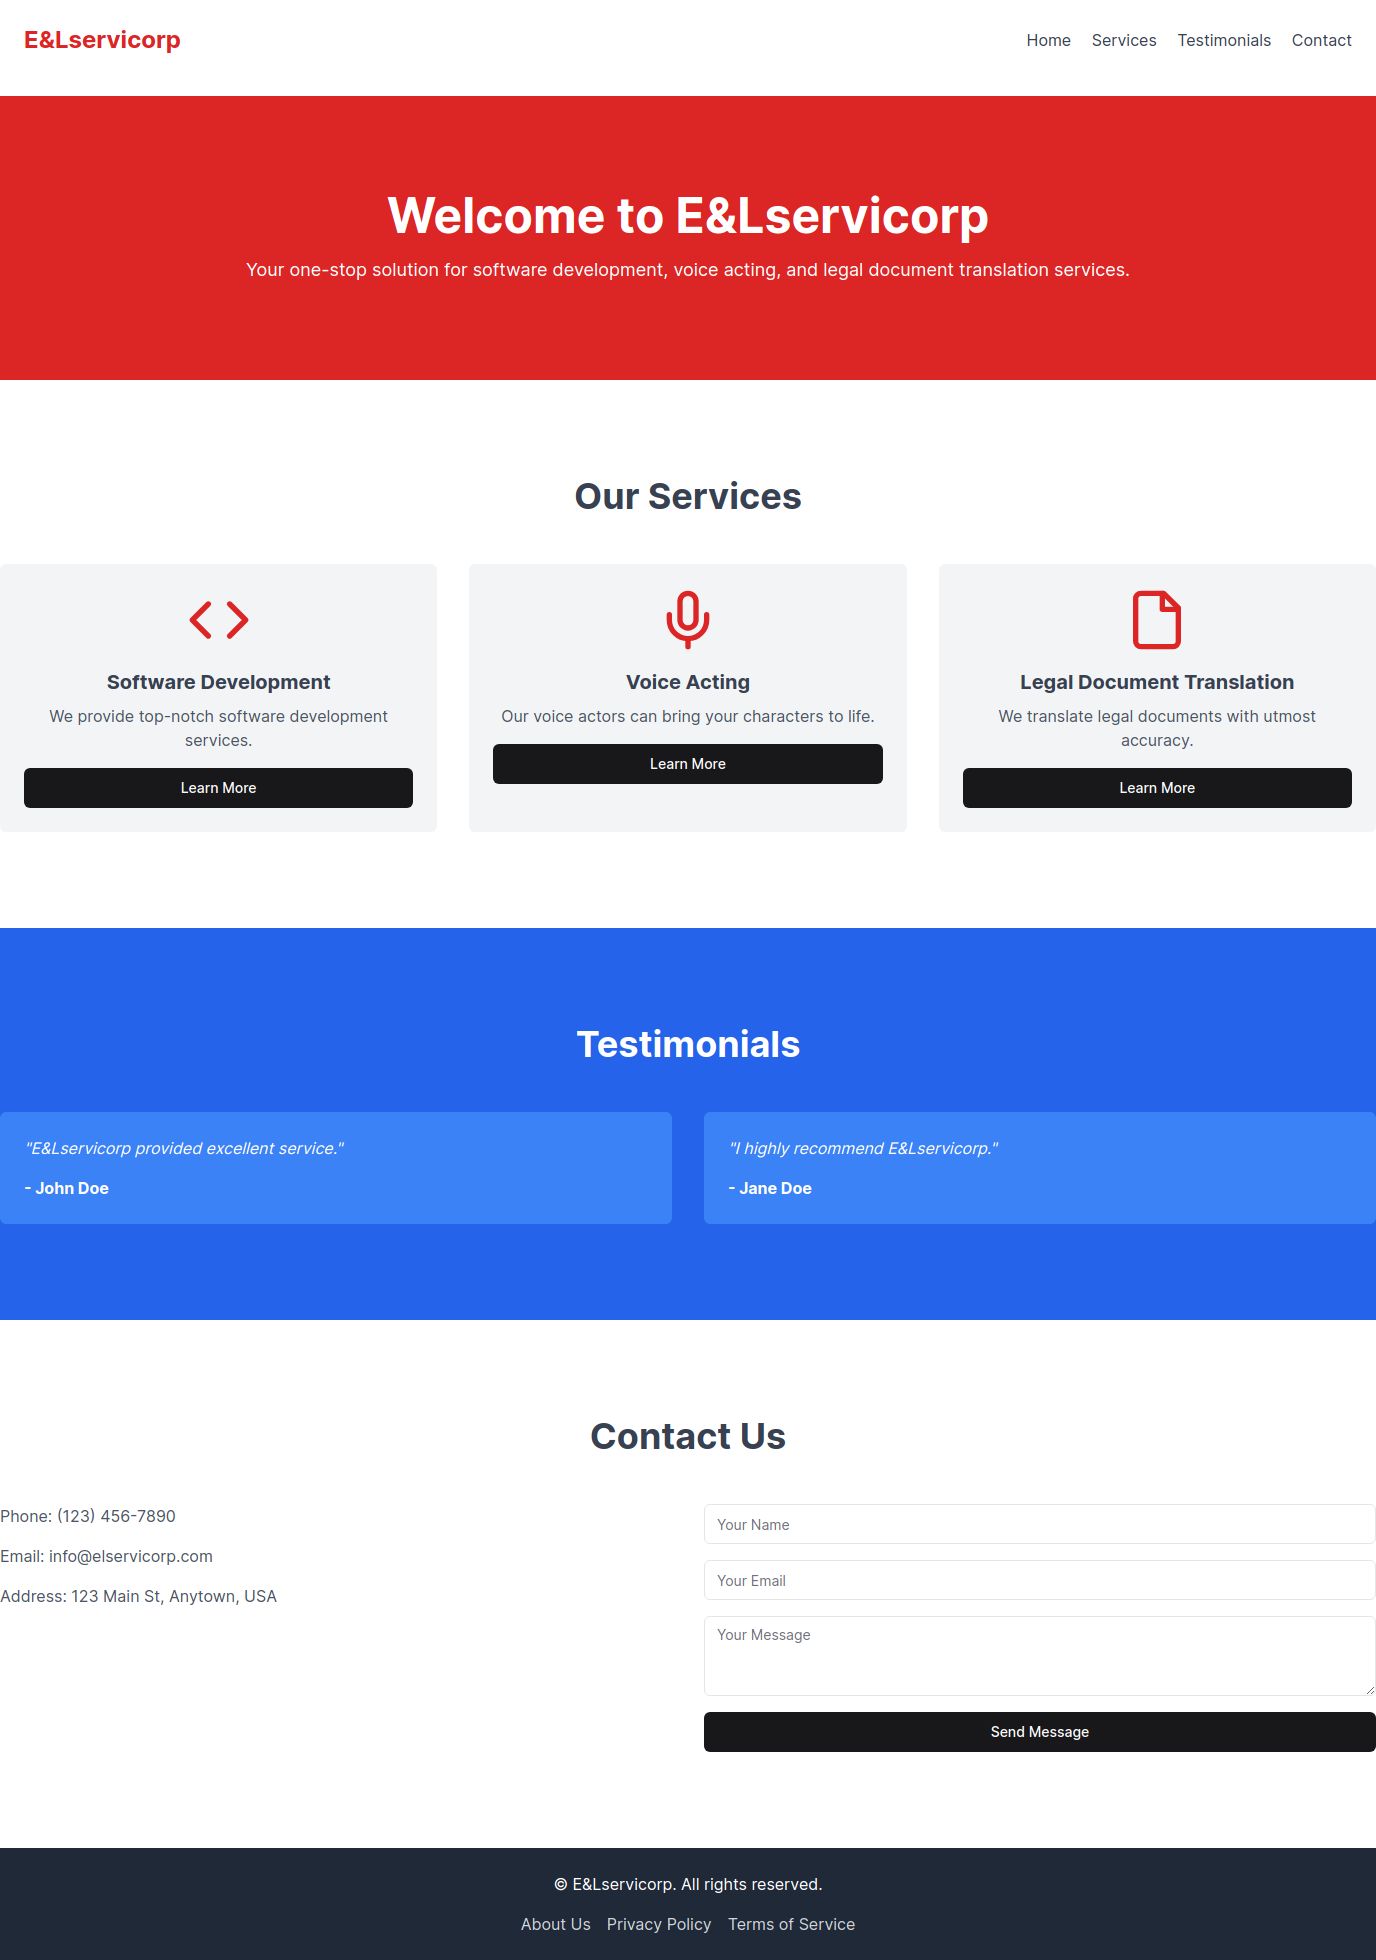 E&Lservicorp
Home Services Testimonials Contact
Welcome to E&Lservicorp
Your one-stop solution for software development, voice acting, and legal document translation services.
Our Services
Software Development
We provide top-notch software development
services.
Learn More
Voice Acting
Our voice actors can bring your characters to life.
Learn More
Legal Document Translation
We translate legal documents with utmost
accuracy.
Learn More
Testimonials
"E&Lservicorp provided excellent service."
- John Doe
"I highly recommend E&Lservicorp."
- Jane Doe
Contact Us
Phone: (123) 456-7890
Email: info@elservicorp.com
Address: 123 Main St, Anytown, USA
Your Name
Your Email
Your Message
Send Message
© E&Lservicorp. All rights reserved.
About Us Privacy Policy Terms of Service